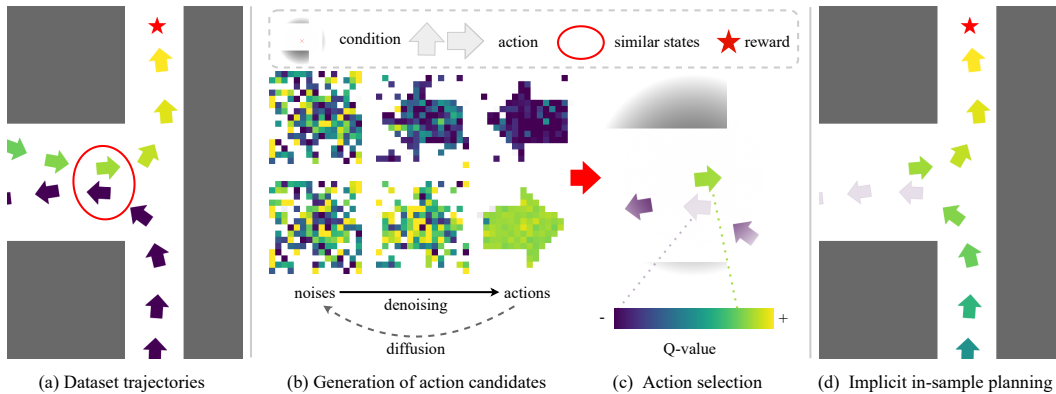 condition
action
similar states
reward
noises
denoising
actions
diffusion
-
+
Q-value
(a) Dataset trajectories
(b) Generation of action candidates
(c) Action selection
(d) Implicit in-sample planning